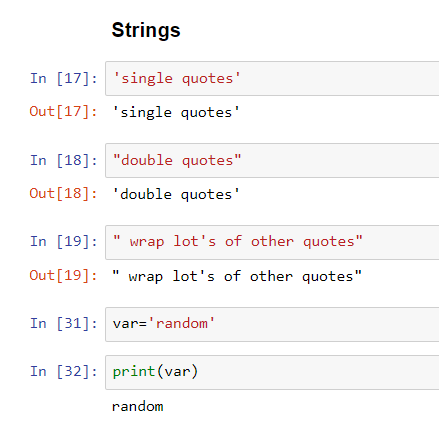 Strings
In [17]: 'single quotes'
Out[17]: 'single quotes'
In [18]: "double quotes"
Out[18]: 'double quotes'
In [19]: " wrap lot's of other quotes"
Out[19]: " wrap lot's of other quotes"
In [31]: var='random'
In [32]: print(var)
random